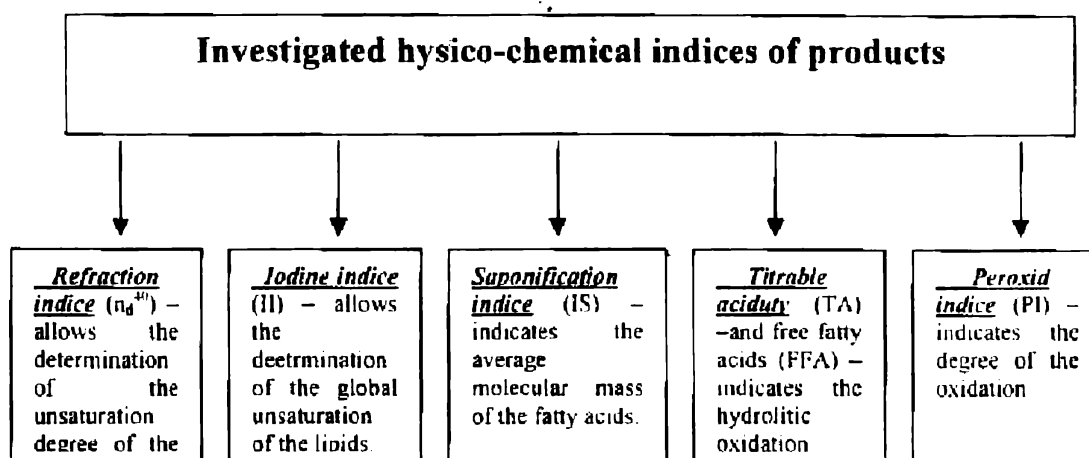 Investigated hysico-chemical indices of products
Refraction
indice (n_d^40) –
allows the
determination
of the
unsaturation
degree of the
Iodine indice
(II) – allows
the
deetrmination
of the global
unsaturation
of the lipids.
Suponification
indice (IS) –
indicates the
average
molecular mass
of the fatty acids.
Titrable
aciduty (TA)
–and free fatty
acids (FFA) –
indicates the
hydrolitic
oxidation
Peroxid
indice (PI) –
indicates the
degree of the
oxidation